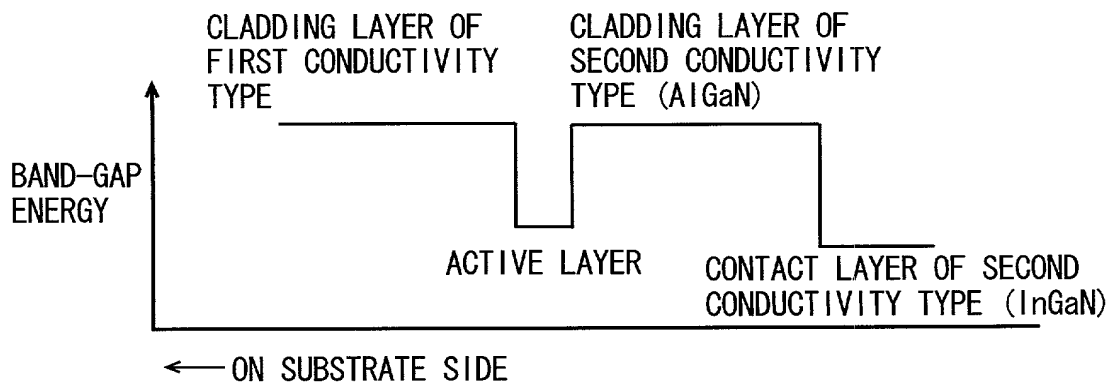 CLADDING LAYER OF
FIRST CONDUCTIVITY
TYPE
CLADDING LAYER OF
SECOND CONDUCTIVITY
TYPE (AlGaN)
BAND-GAP
ENERGY
ACTIVE LAYER
CONTACT LAYER OF SECOND
CONDUCTIVITY TYPE (InGaN)
ON SUBSTRATE SIDE